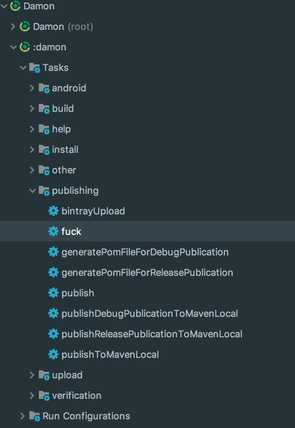 Damon
Damon (root)
:damon
Tasks
android
build
help
install
other
publishing
bintrayUpload
fuck
generatePomFileForDebugPublication
generatePomFileForReleasePublication
publish
publishDebugPublicationToMavenLocal
publishReleasePublicationToMavenLocal
publishToMavenLocal
upload
verification
Run Configurations